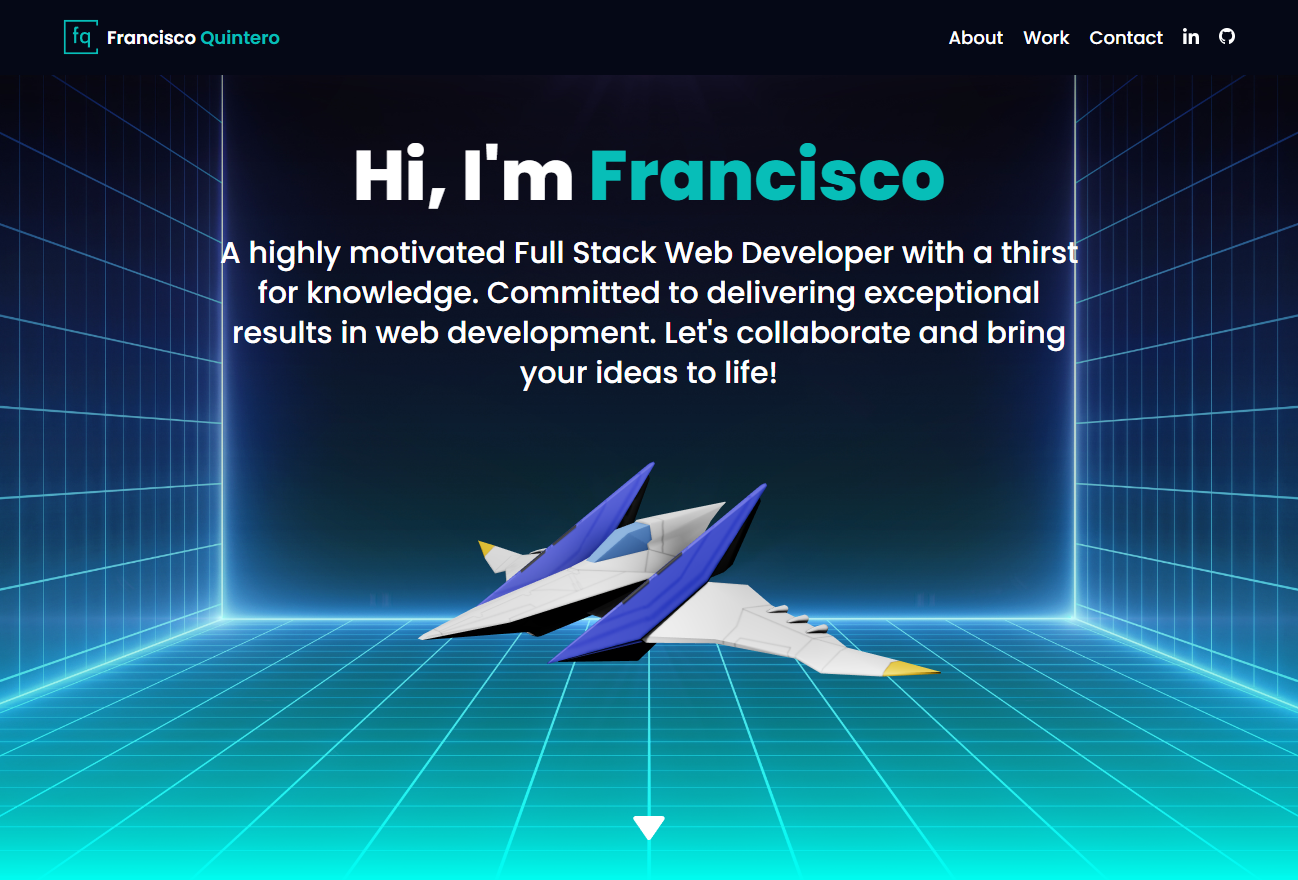 fq Francisco Quintero
About Work Contact in
Hi, I'm Francisco
A highly motivated Full Stack Web Developer with a thirst
for knowledge. Committed to delivering exceptional
results in web development. Let's collaborate and bring
your ideas to life!